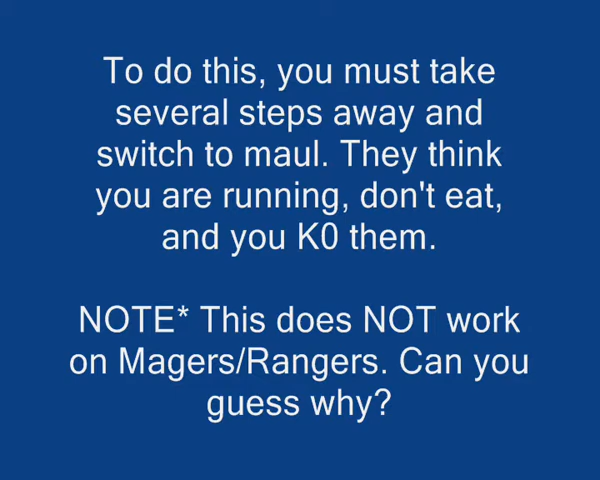 To do this, you must take
several steps away and
switch to maul. They think
you are running, don't eat,
and you K0 them.
NOTE* This does NOT work
on Magers/Rangers. Can you
guess why?